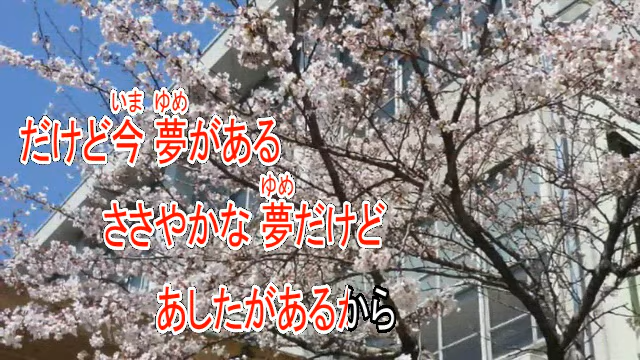 いま ゆめ
だけど今 夢がある
ゆめ
ささやかな 夢だけど
あしたがあるから